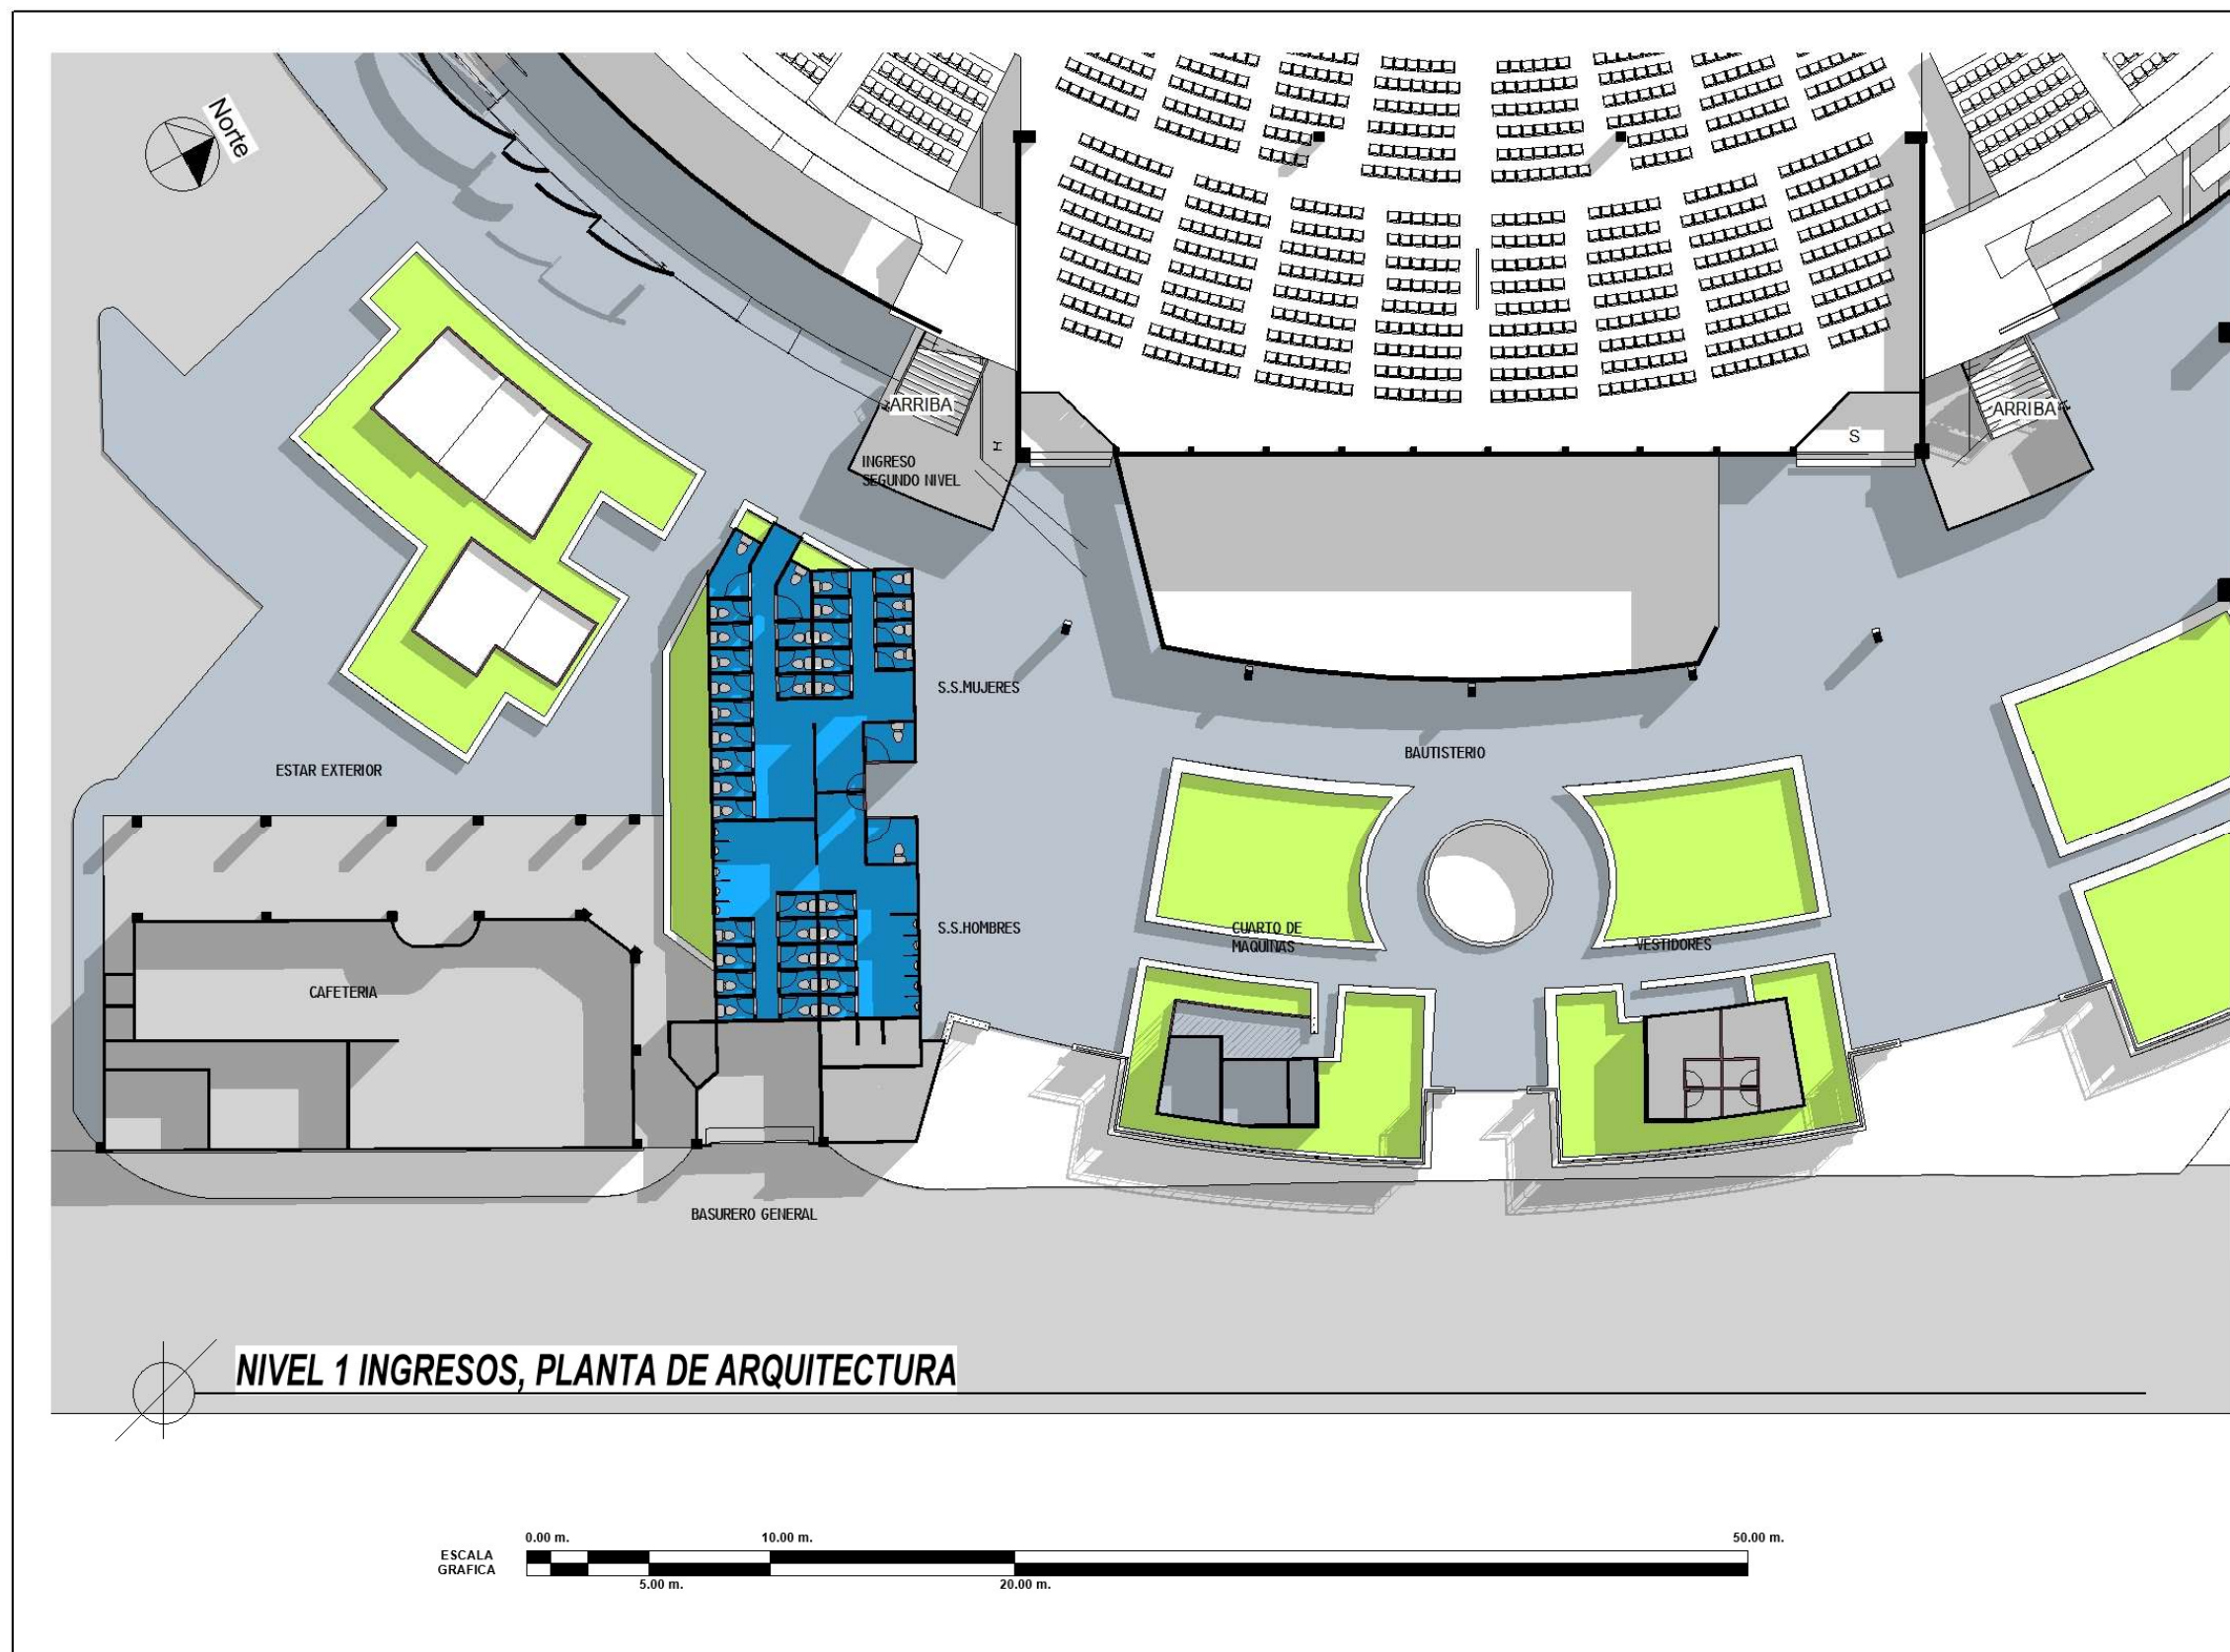 Norte
ARRIBA
ARRIBA
S
INGRESO
SEGUNDO NIVEL
H
S.S.MUJERES
BAUTISTERIO
ESTAR EXTERIOR
S.S.HOMBRES
CUARTO DE
MAQUINAS
VESTIDORES
CAFETERIA
BASURERO GENERAL
NIVEL 1 INGRESOS, PLANTA DE ARQUITECTURA
0.00 m.
10.00 m.
50.00 m.
ESCALA
GRAFICA
5.00 m.
20.00 m.